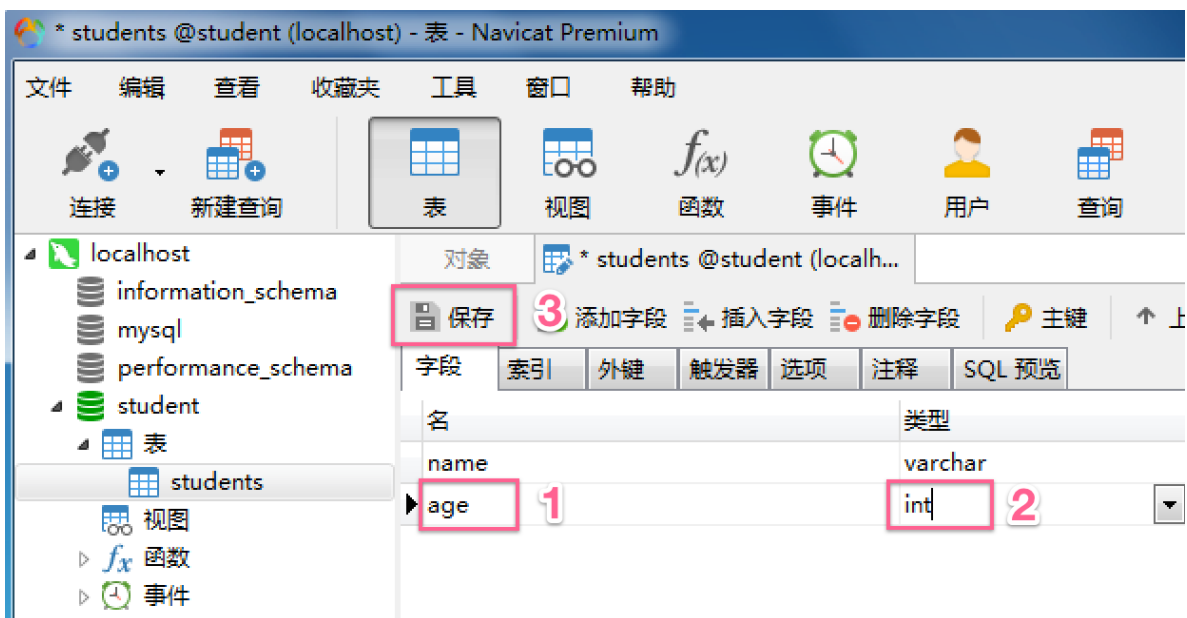 * students @student (localhost) - 表 - Navicat Premium
文件 编辑 查看 收藏夹 工具 窗口 帮助
连接 新建查询 表 视图 f(x) 函数 事件 用户 查询
localhost
information_schema
mysql
performance_schema
student
表
students
视图
fx 函数
事件
对象 * students @student (localh...
保存 3 添加字段 插入字段 删除字段 主键 上
字段 索引 外键 触发器 选项 注释 SQL 预览
名 类型
name varchar
age 1 int 2